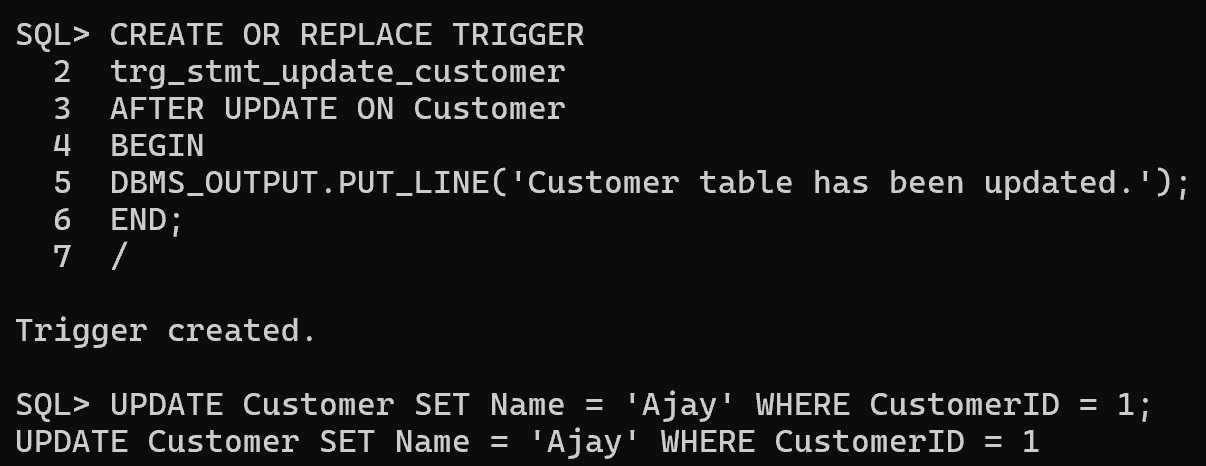 SQL> CREATE OR REPLACE TRIGGER
  2  trg_stmt_update_customer
  3  AFTER UPDATE ON Customer
  4  BEGIN
  5  DBMS_OUTPUT.PUT_LINE('Customer table has been updated.');
  6  END;
  7  /
Trigger created.
SQL> UPDATE Customer SET Name = 'Ajay' WHERE CustomerID = 1;
UPDATE Customer SET Name = 'Ajay' WHERE CustomerID = 1